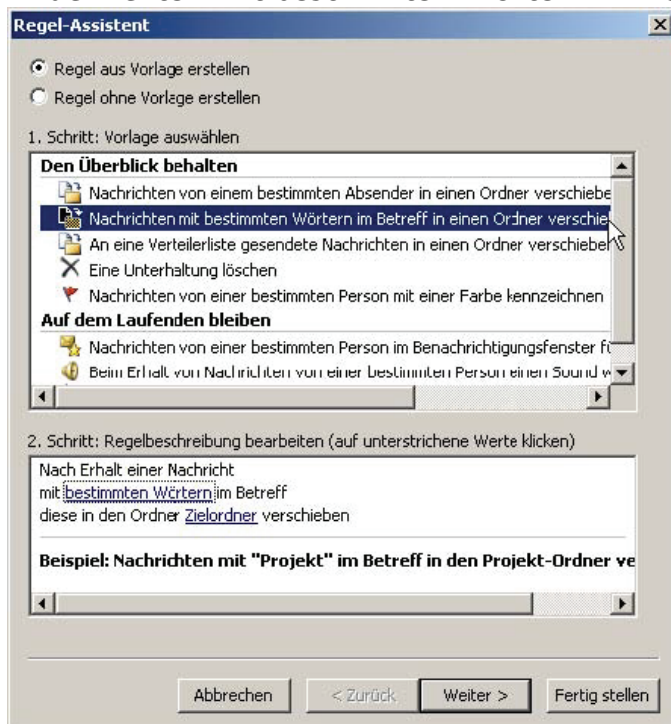 Regel-Assistent
Regel aus Vorlage erstellen
Regel ohne Vorlage erstellen
1. Schritt: Vorlage auswählen
Den Überblick behalten
Nachrichten von einem bestimmten Absender in einen Ordner verschiebe
Nachrichten mit bestimmten Wörtern im Betreff in einen Ordner verschie
An eine Verteilerliste gesendete Nachrichten in einen Ordner verschieben
Eine Unterhaltung löschen
Nachrichten von einer bestimmten Person mit einer Farbe kennzeichnen
Auf dem Laufenden bleiben
Nachrichten von einer bestimmten Person im Benachrichtigungsfenster fü
Beim Erhalt von Nachrichten von einer bestimmten Person einen Sound w
2. Schritt: Regelbeschreibung bearbeiten (auf unterstrichene Werte klicken)
Nach Erhalt einer Nachricht
mit bestimmten Wörtern im Betreff
diese in den Ordner Zielordner verschieben
Beispiel: Nachrichten mit "Projekt" im Betreff in den Projekt-Ordner ve
Abbrechen < Zurück Weiter > Fertig stellen